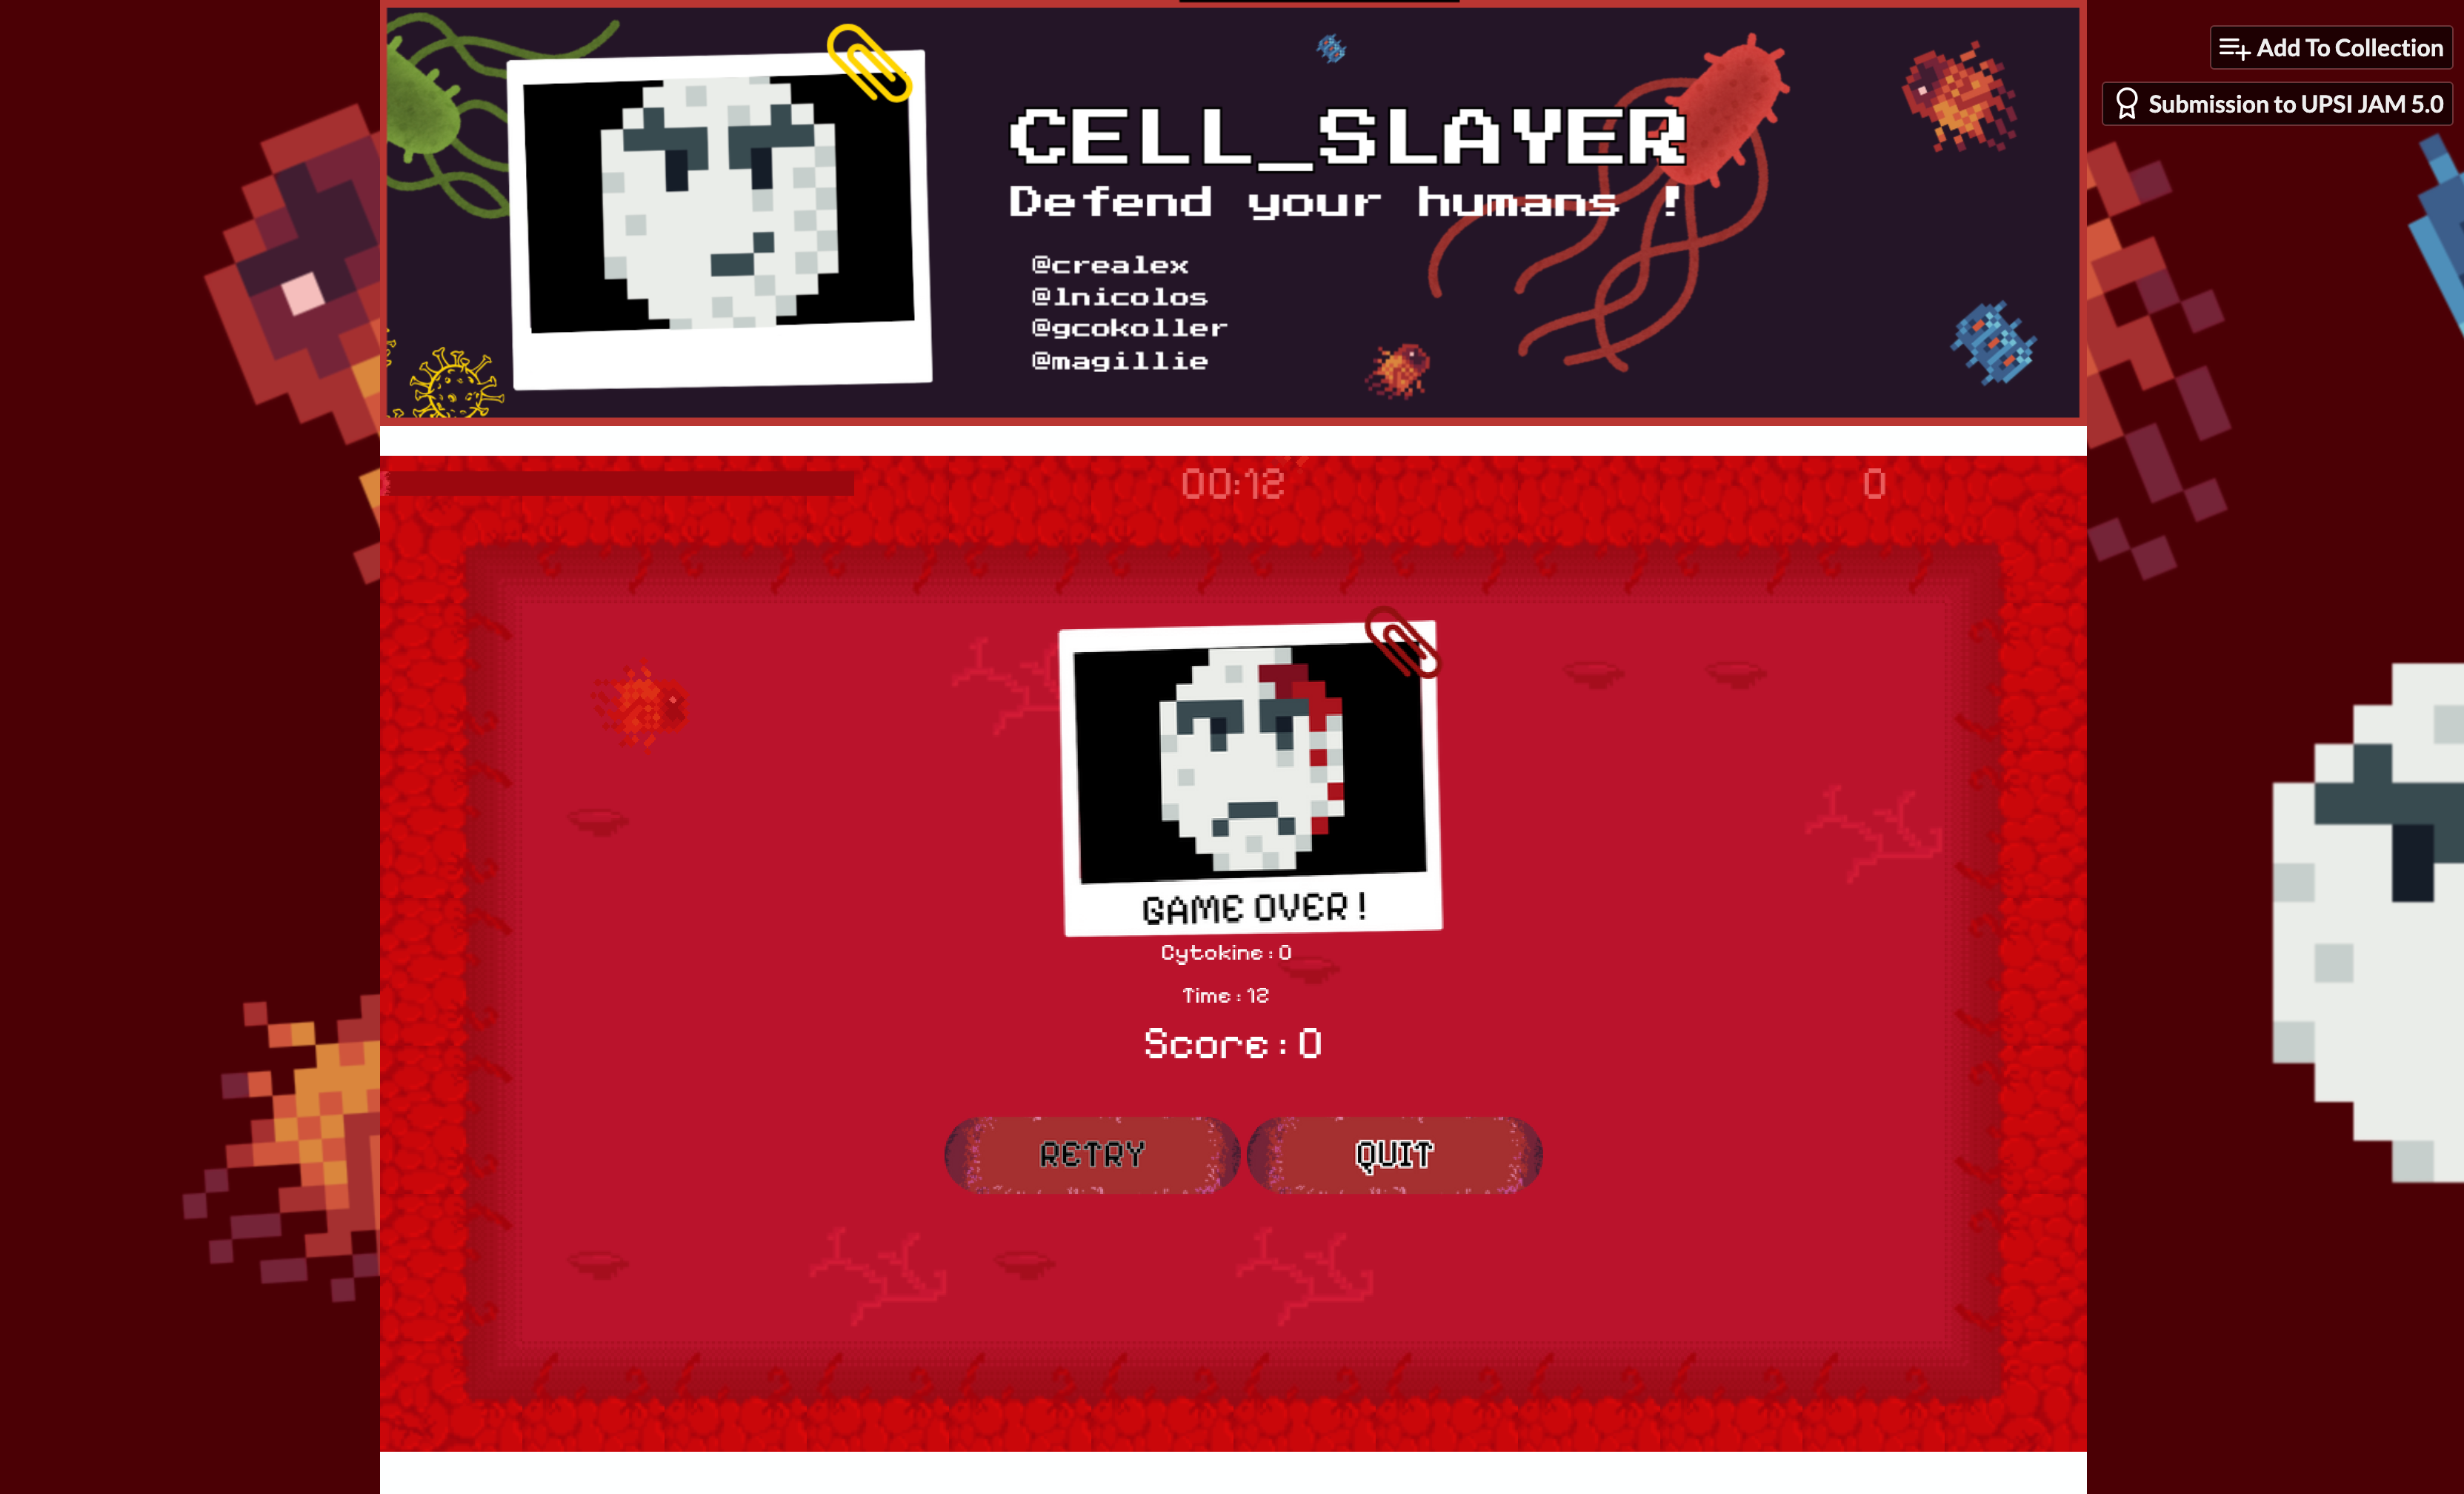 Add To Collection
Submission to UPSI JAM 5.0
CELL_SLAYER
Defend your humans !
@crealex
@lnicolos
@gcokoller
@magillie
00:12
0
GAME OVER !
Cytokine : 0
Time : 12
Score : 0
RETRY
QUIT